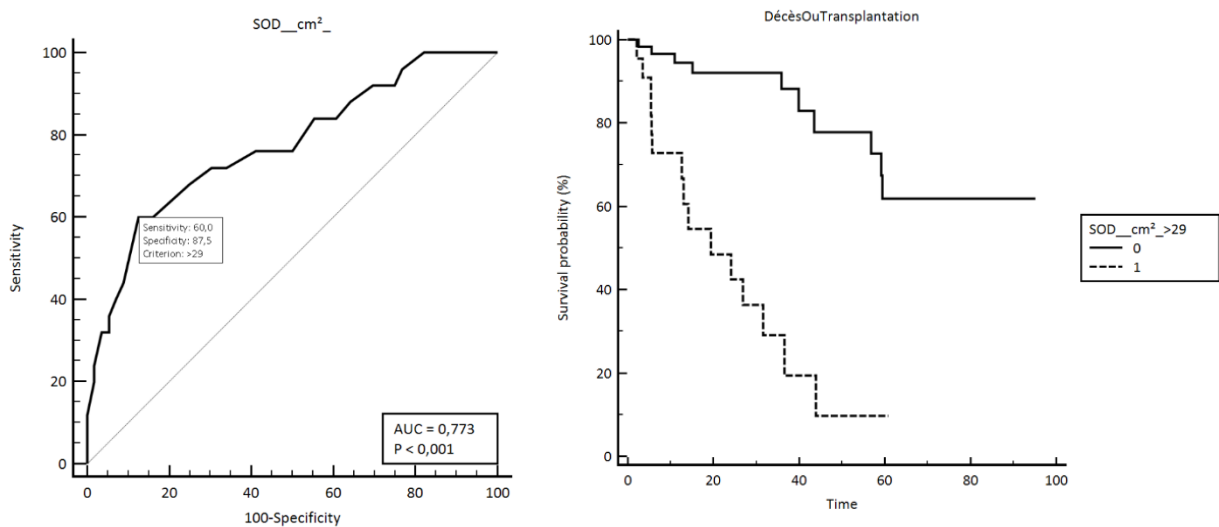 SOD__cm²_
100
80
60
40
20
0
Sensitivity
Sensitivity: 60,0
Specificity: 87,5
Criterion: >29
AUC = 0,773
P < 0,001
0 20 40 60 80 100
100-Specificity
DécèsOuTransplantation
100
80
60
40
20
0
Survival probability (%)
0 20 40 60 80 100
Time
SOD__cm²_>29
0
1